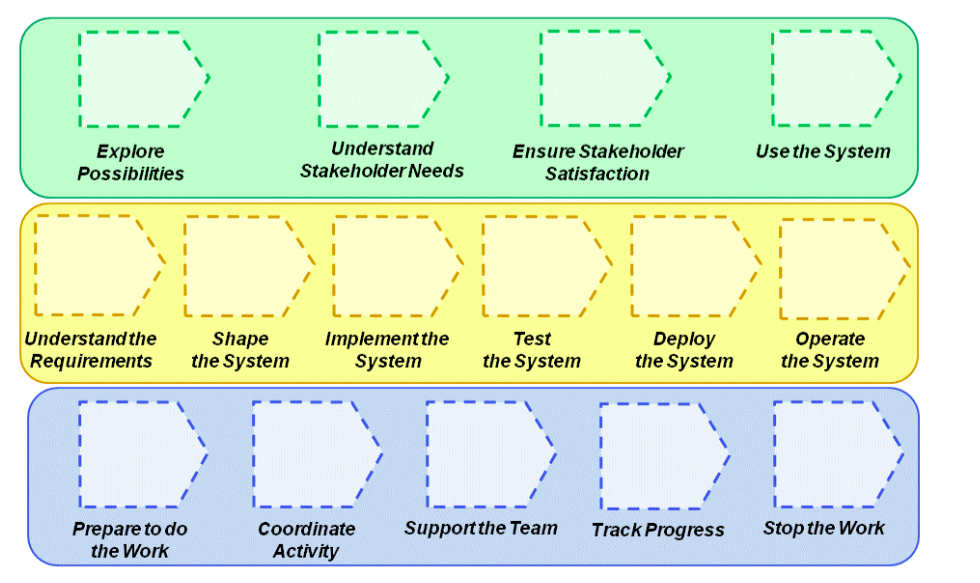 Explore
Possibilities
Understand
Stakeholder Needs
Ensure Stakeholder
Satisfaction
Use the System
Understand the
Requirements
Shape
the System
Implement the
System
Test
the System
Deploy
the System
Operate
the System
Prepare to do
the Work
Coordinate
Activity
Support the Team
Track Progress
Stop the Work